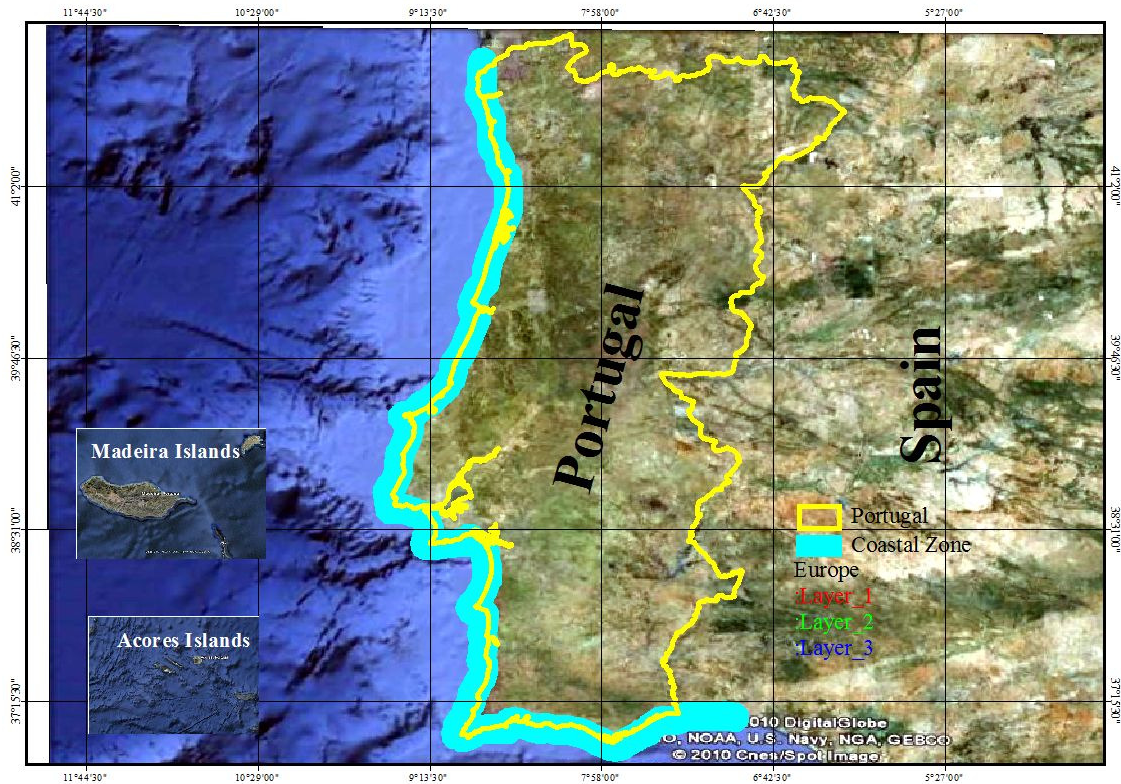 11°44'30" 10°29'00" 9°13'30" 7°58'00" 6°42'30" 5°27'00"
41°2'00" 41°2'00"
Portugal
Spain
39°46'30" 39°46'30"
Madeira Islands
Portugal
38°31'00" 38°31'00"
Coastal Zone
Europe
:Layer_1
:Layer_2
:Layer_3
Acores Islands
37°15'30" 37°15'30"
010 DigitalGlobe
O, NOAA, U.S. Navy, NGA, GEBCO
© 2010 Cnes/Spot Image
11°44'30" 10°29'00" 9°13'30" 7°58'00" 6°42'30" 5°27'00"